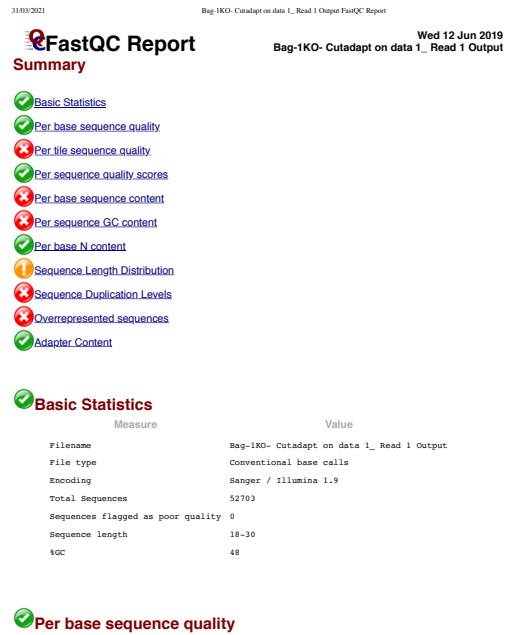 31/03/2021
Bag-1KO- Cutadapt on data 1_ Read 1 Output FastQC Report
FastQC Report
Wed 12 Jun 2019
Bag-1KO- Cutadapt on data 1_ Read 1 Output
Summary
Basic Statistics
Per base sequence quality
Per tile sequence quality
Per sequence quality scores
Per base sequence content
Per sequence GC content
Per base N content
Sequence Length Distribution
Sequence Duplication Levels
Overrepresented sequences
Adapter Content
Basic Statistics
Measure Value
Filename Bag-1KO- Cutadapt on data 1_ Read 1 Output
File type Conventional base calls
Encoding Sanger / Illumina 1.9
Total Sequences 52703
Sequences flagged as poor quality 0
Sequence length 18-30
%GC 48
Per base sequence quality